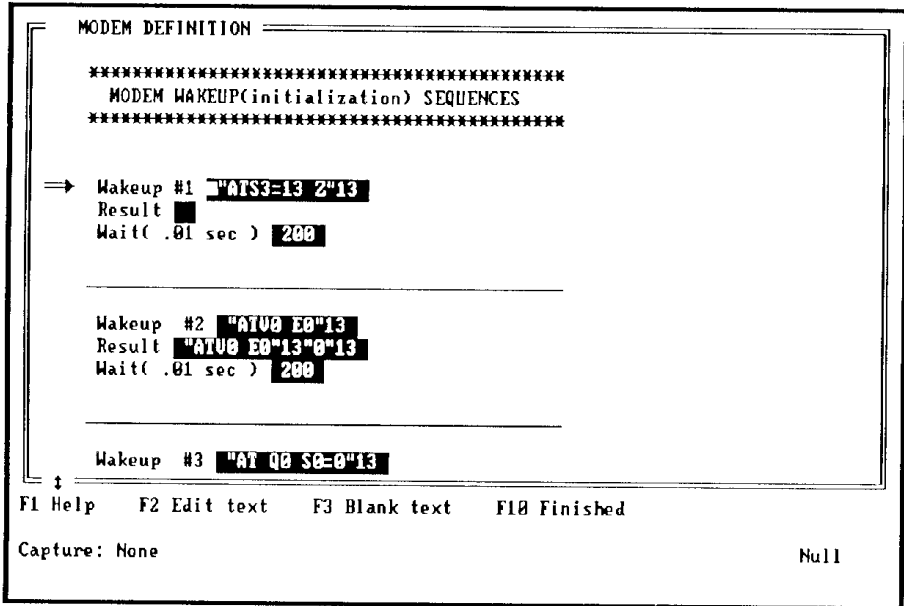 MODEM DEFINITION
********************************************
MODEM WAKEUP(initialization) SEQUENCES
********************************************
Wakeup #1 "ATS3=13 Z"13
Result
Wait( .01 sec ) 200
Wakeup #2 "ATV0 E0"13
Result "ATV0 E0"13"0"13
Wait( .01 sec ) 200
Wakeup #3 "AT Q0 S0=0"13
F1 Help F2 Edit text F3 Blank text F10 Finished
Capture: None Null